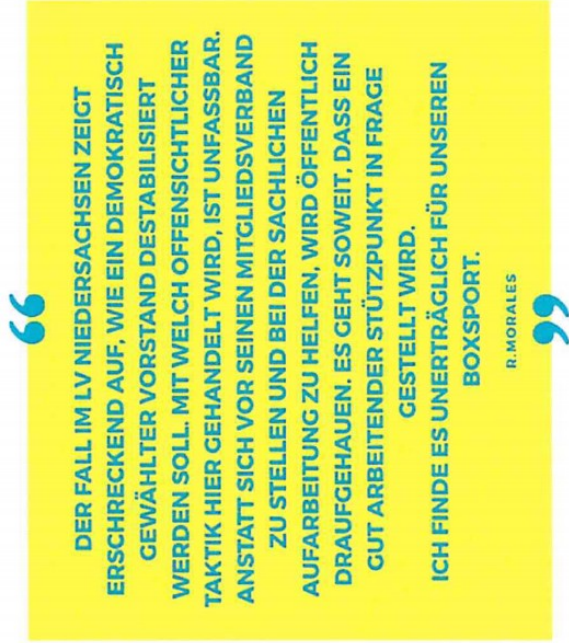 “
DER FALL IM LV NIEDERSACHSEN ZEIGT
ERSCHRECKEND AUF, WIE EIN DEMOKRATISCH
GEWÄHLTER VORSTAND DESTABILISIERT
WERDEN SOLL. MIT WELCH OFFENSICHTLICHER
TAKTIK HIER GEHANDELT WIRD, IST UNFASSBAR.
ANSTATT SICH VOR SEINEN MITGLIEDSVERBAND
ZU STELLEN UND BEI DER SACHLICHEN
AUFARBEITUNG ZU HELFEN, WIRD ÖFFENTLICH
DRAUFGEHAUEN. ES GEHT SOWEIT, DASS EIN
GUT ARBEITENDER STÜTZPUNKT IN FRAGE
GESTELLT WIRD.
ICH FINDE ES UNERTRÄGLICH FÜR UNSEREN
BOXSPORT.
R.MORALES
”